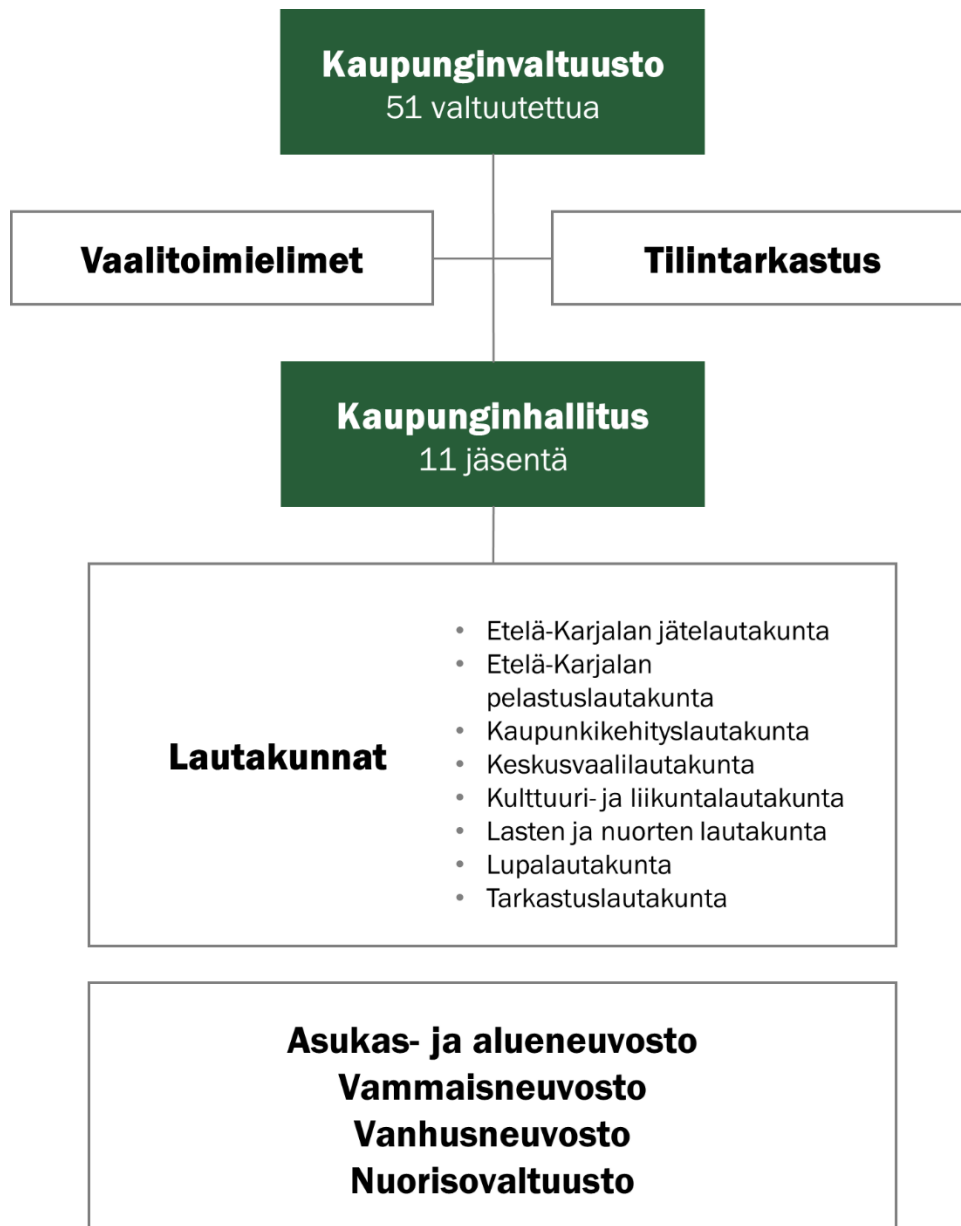 Kaupunginvaltuusto
51 valtuutettua
Vaalitoimielimet
Tilintarkastus
Kaupunginhallitus
11 jäsentä
Lautakunnat
• Etelä-Karjalan jätelautakunta
• Etelä-Karjalan
pelastuslautakunta
• Kaupunkikehityslautakunta
• Keskusvaalilautakunta
• Kulttuuri- ja liikuntalautakunta
• Lasten ja nuorten lautakunta
• Lupalautakunta
• Tarkastuslautakunta
Asukas- ja alueneuvosto
Vammaisneuvosto
Vanhusneuvosto
Nuorisovaltuusto